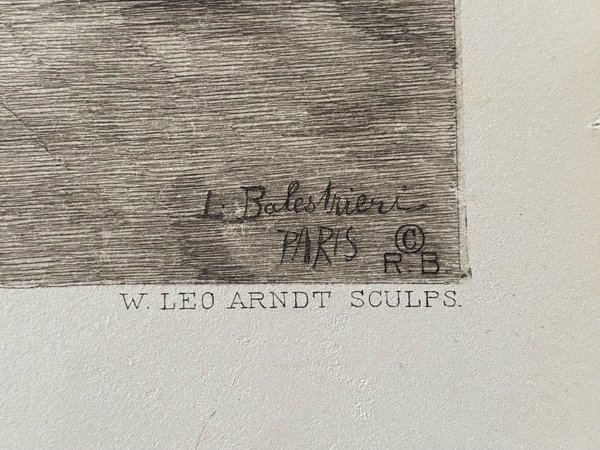 L. Balestrieri
PARIS ©
R.B
W. LEO ARNDT SCULPS.